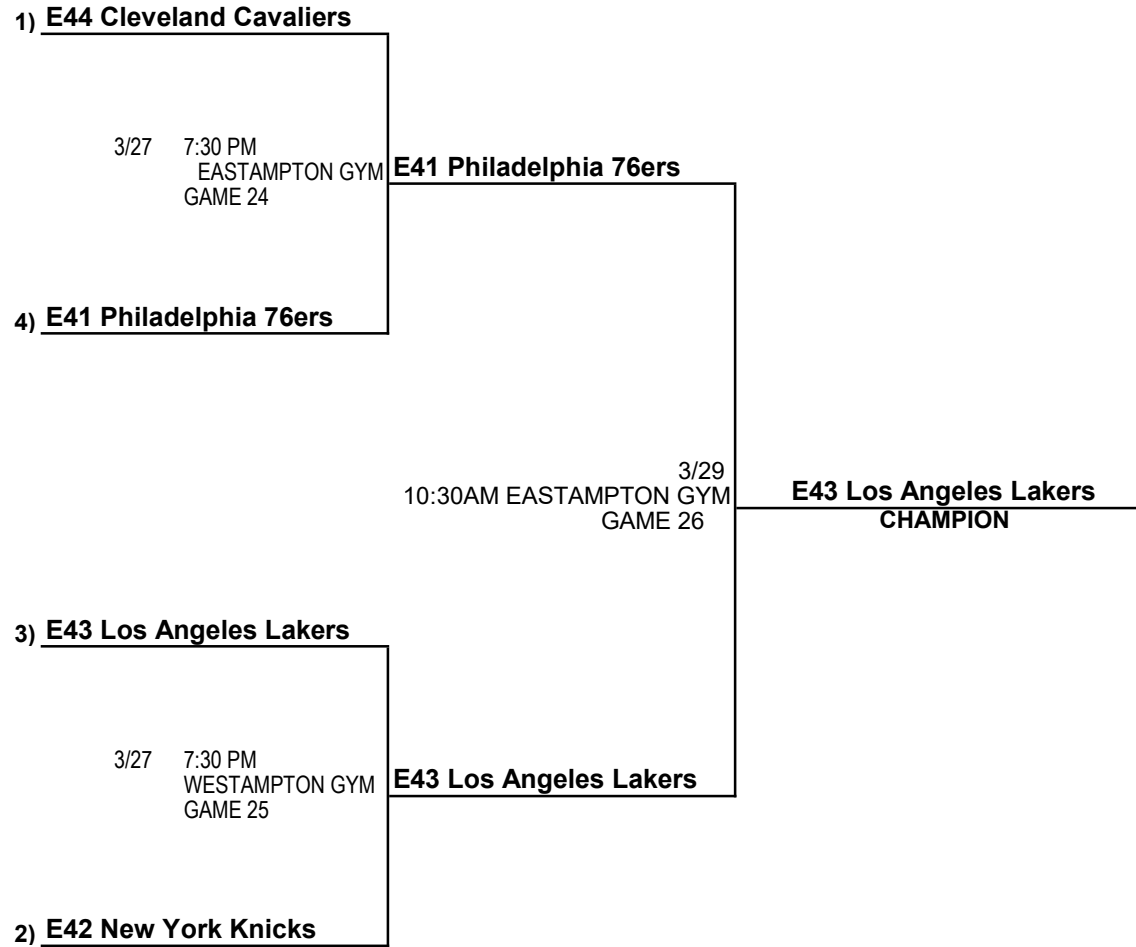 1) E44 Cleveland Cavaliers
3/27 7:30 PM
EASTAMPTON GYM
GAME 24
E41 Philadelphia 76ers
4) E41 Philadelphia 76ers
3/29
10:30AM EASTAMPTON GYM
GAME 26
E43 Los Angeles Lakers
CHAMPION
3) E43 Los Angeles Lakers
3/27 7:30 PM
WESTAMPTON GYM
GAME 25
E43 Los Angeles Lakers
2) E42 New York Knicks